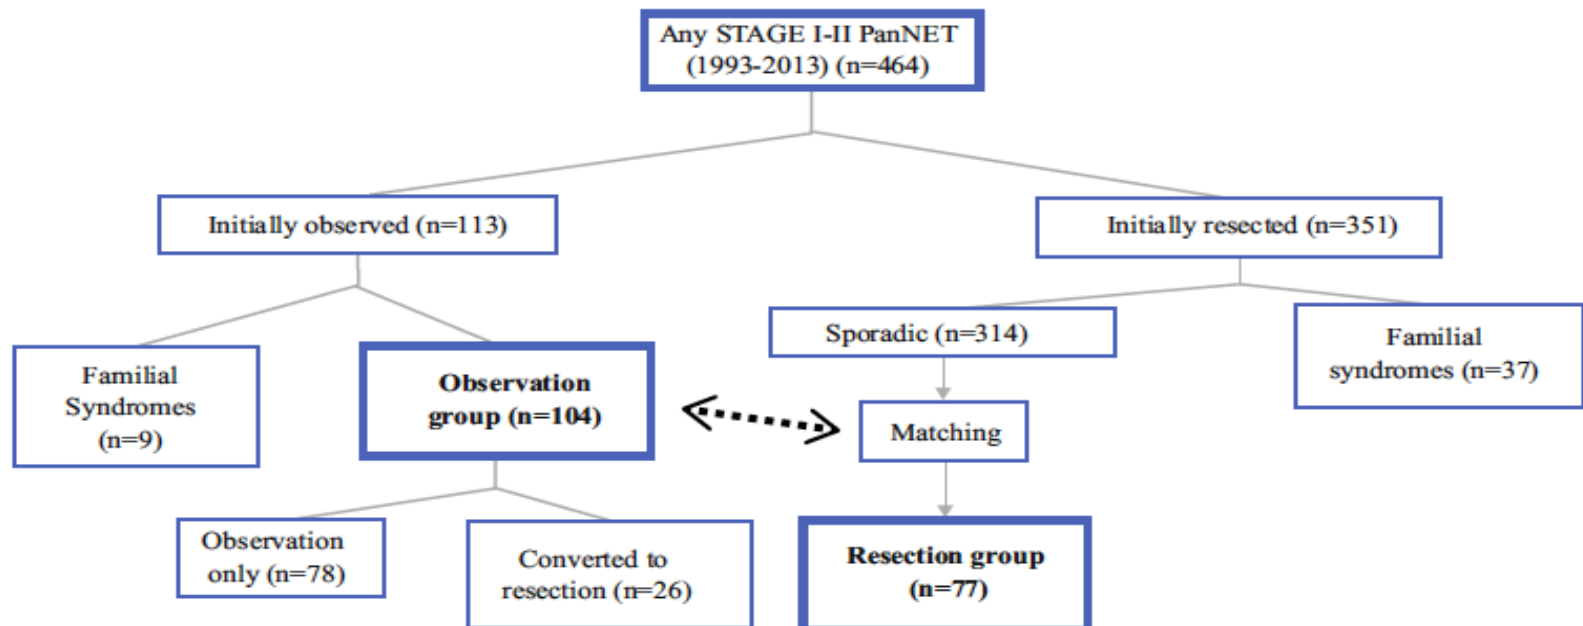 Any STAGE I-II PanNET
(1993-2013) (n=464)
Initially observed (n=113)
Initially resected (n=351)
Familial
Syndromes
(n=9)
Observation
group (n=104)
Sporadic (n=314)
Familial
syndromes (n=37)
Matching
Observation
only (n=78)
Converted to
resection (n=26)
Resection group
(n=77)